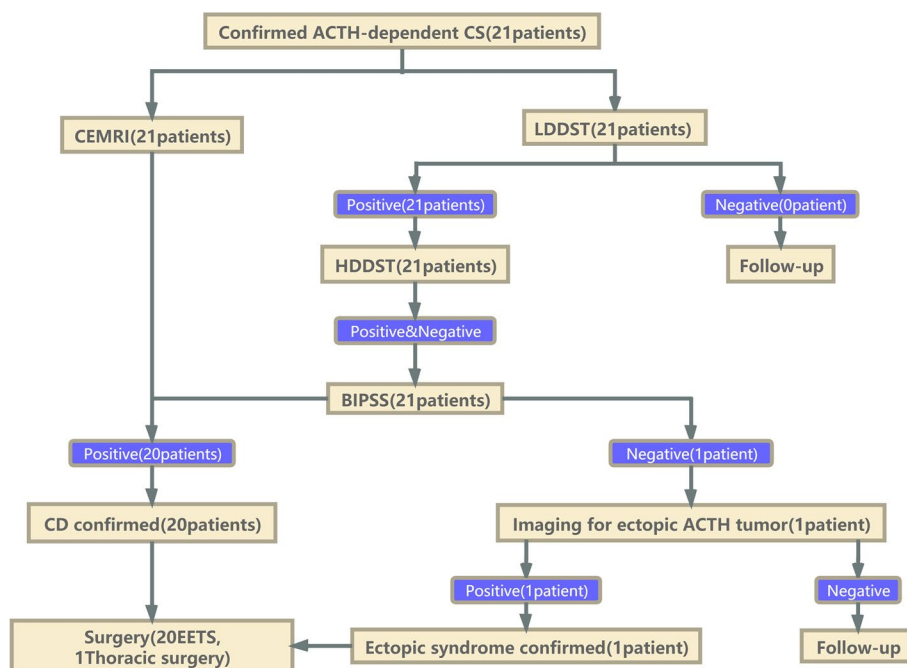 Confirmed ACTH-dependent CS(21patients)
CEMRI(21patients)
LDDST(21patients)
Positive(21patients)
Negative(0patient)
HDDST(21patients)
Follow-up
Positive&Negative
BIPSS(21patients)
Positive(20patients)
Negative(1patient)
CD confirmed(20patients)
Imaging for ectopic ACTH tumor(1patient)
Positive(1patient)
Negative
Surgery(20EETS,
1Thoracic surgery)
Ectopic syndrome confirmed(1patient)
Follow-up